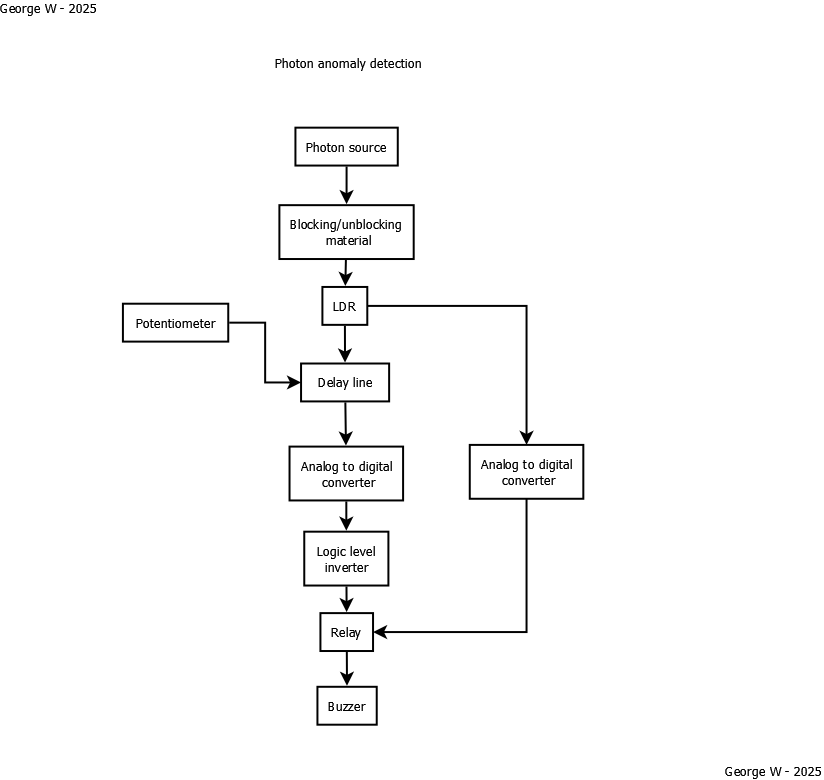 George W - 2025
Photon anomaly detection
Photon source
Blocking/unblocking
material
LDR
Potentiometer
Delay line
Analog to digital
converter
Analog to digital
converter
Logic level
inverter
Relay
Buzzer
George W - 2025